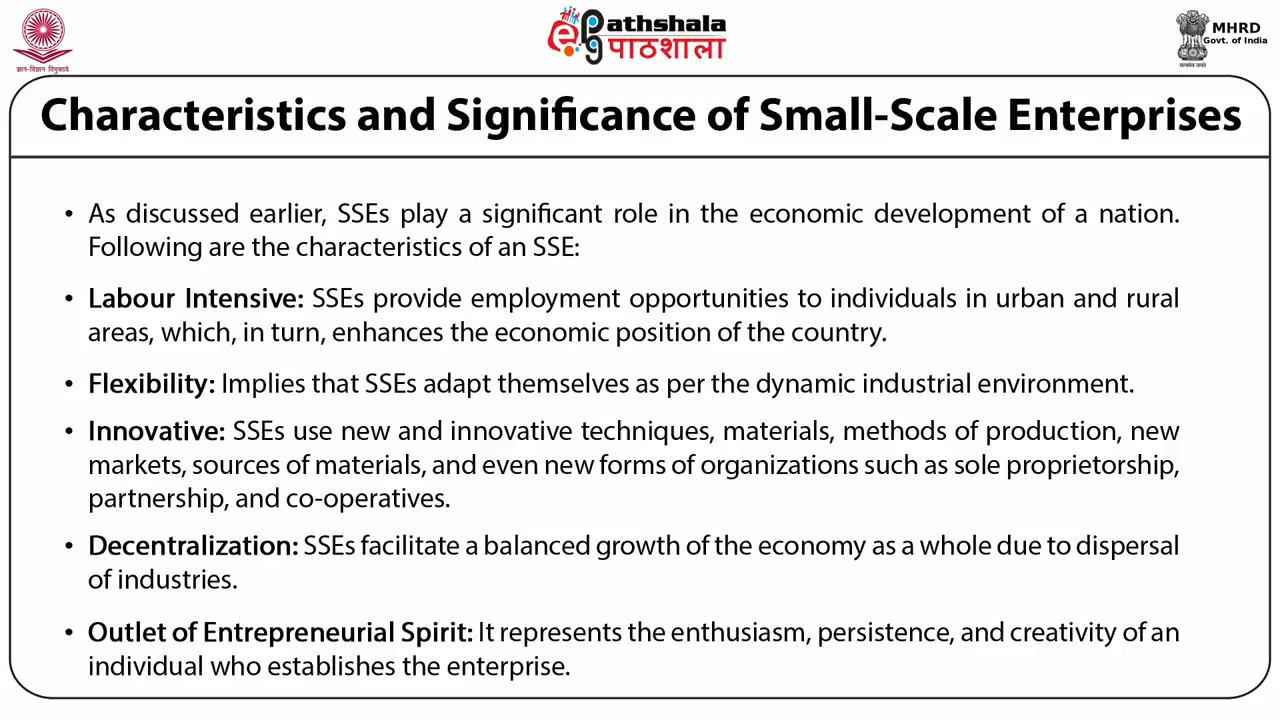 ज्ञान-विज्ञान विमुक्तये
epg Pathshala
पाठशाला
MHRD
Govt. of India
सत्यमेव जयते
Characteristics and Significance of Small-Scale Enterprises
• As discussed earlier, SSEs play a significant role in the economic development of a nation.
Following are the characteristics of an SSE:
• Labour Intensive: SSEs provide employment opportunities to individuals in urban and rural
areas, which, in turn, enhances the economic position of the country.
• Flexibility: Implies that SSEs adapt themselves as per the dynamic industrial environment.
• Innovative: SSEs use new and innovative techniques, materials, methods of production, new
markets, sources of materials, and even new forms of organizations such as sole proprietorship,
partnership, and co-operatives.
• Decentralization: SSEs facilitate a balanced growth of the economy as a whole due to dispersal
of industries.
• Outlet of Entrepreneurial Spirit: It represents the enthusiasm, persistence, and creativity of an
individual who establishes the enterprise.